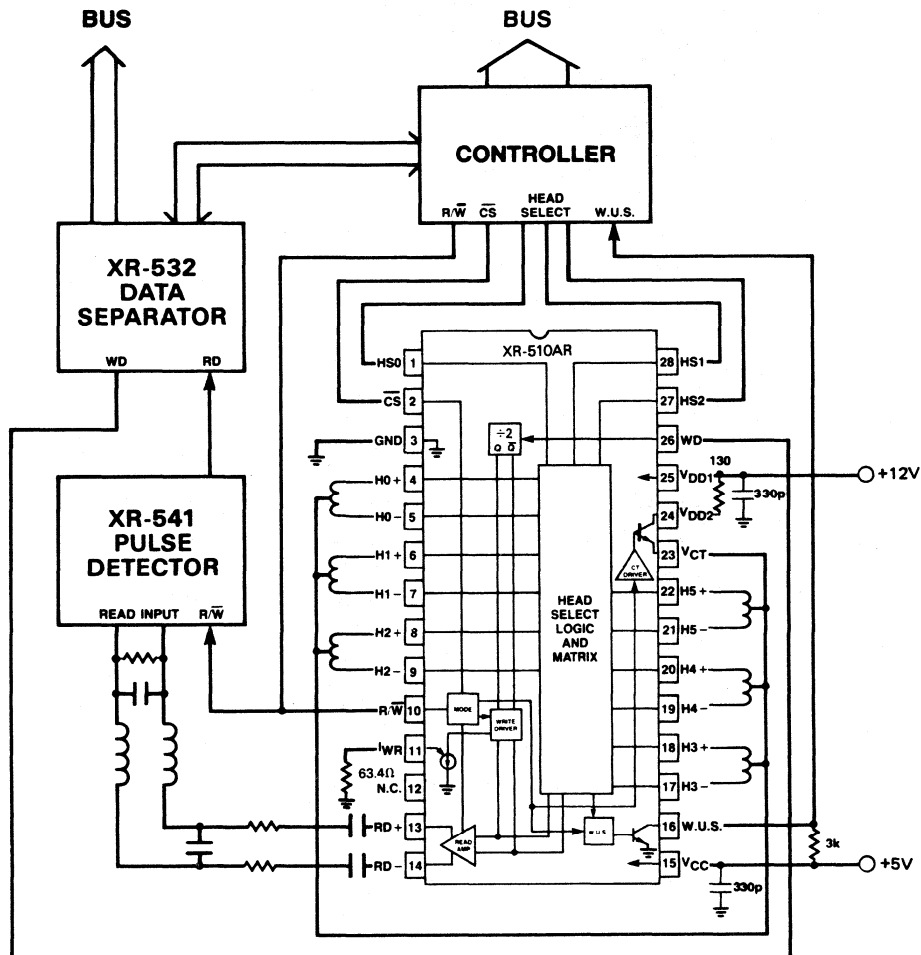 BUS
BUS
CONTROLLER
R/W̅ C̅S̅ HEAD SELECT W.U.S.
XR-532
DATA
SEPARATOR
WD RD
XR-541
PULSE
DETECTOR
READ INPUT R/W̅
XR-510AR
HS0 1
C̅S̅ 2
GND 3
H0+ 4
H0- 5
H1+ 6
H1- 7
H2+ 8
H2- 9
R/W̅ 10
IWR 11
63.4Ω
N.C. 12
RD+ 13
RD- 14
28 HS1
27 HS2
26 WD
130
25 VDD1
+12V
330p
24 VDD2
23 VCT
22 H5+
21 H5-
20 H4+
19 H4-
18 H3+
17 H3-
16 W.U.S.
3k
15 VCC
+5V
330p
÷2
Q Q̅
CT
DRIVER
HEAD
SELECT
LOGIC
AND
MATRIX
MODE
WRITE
DRIVER
READ
AMP
W.U.S.